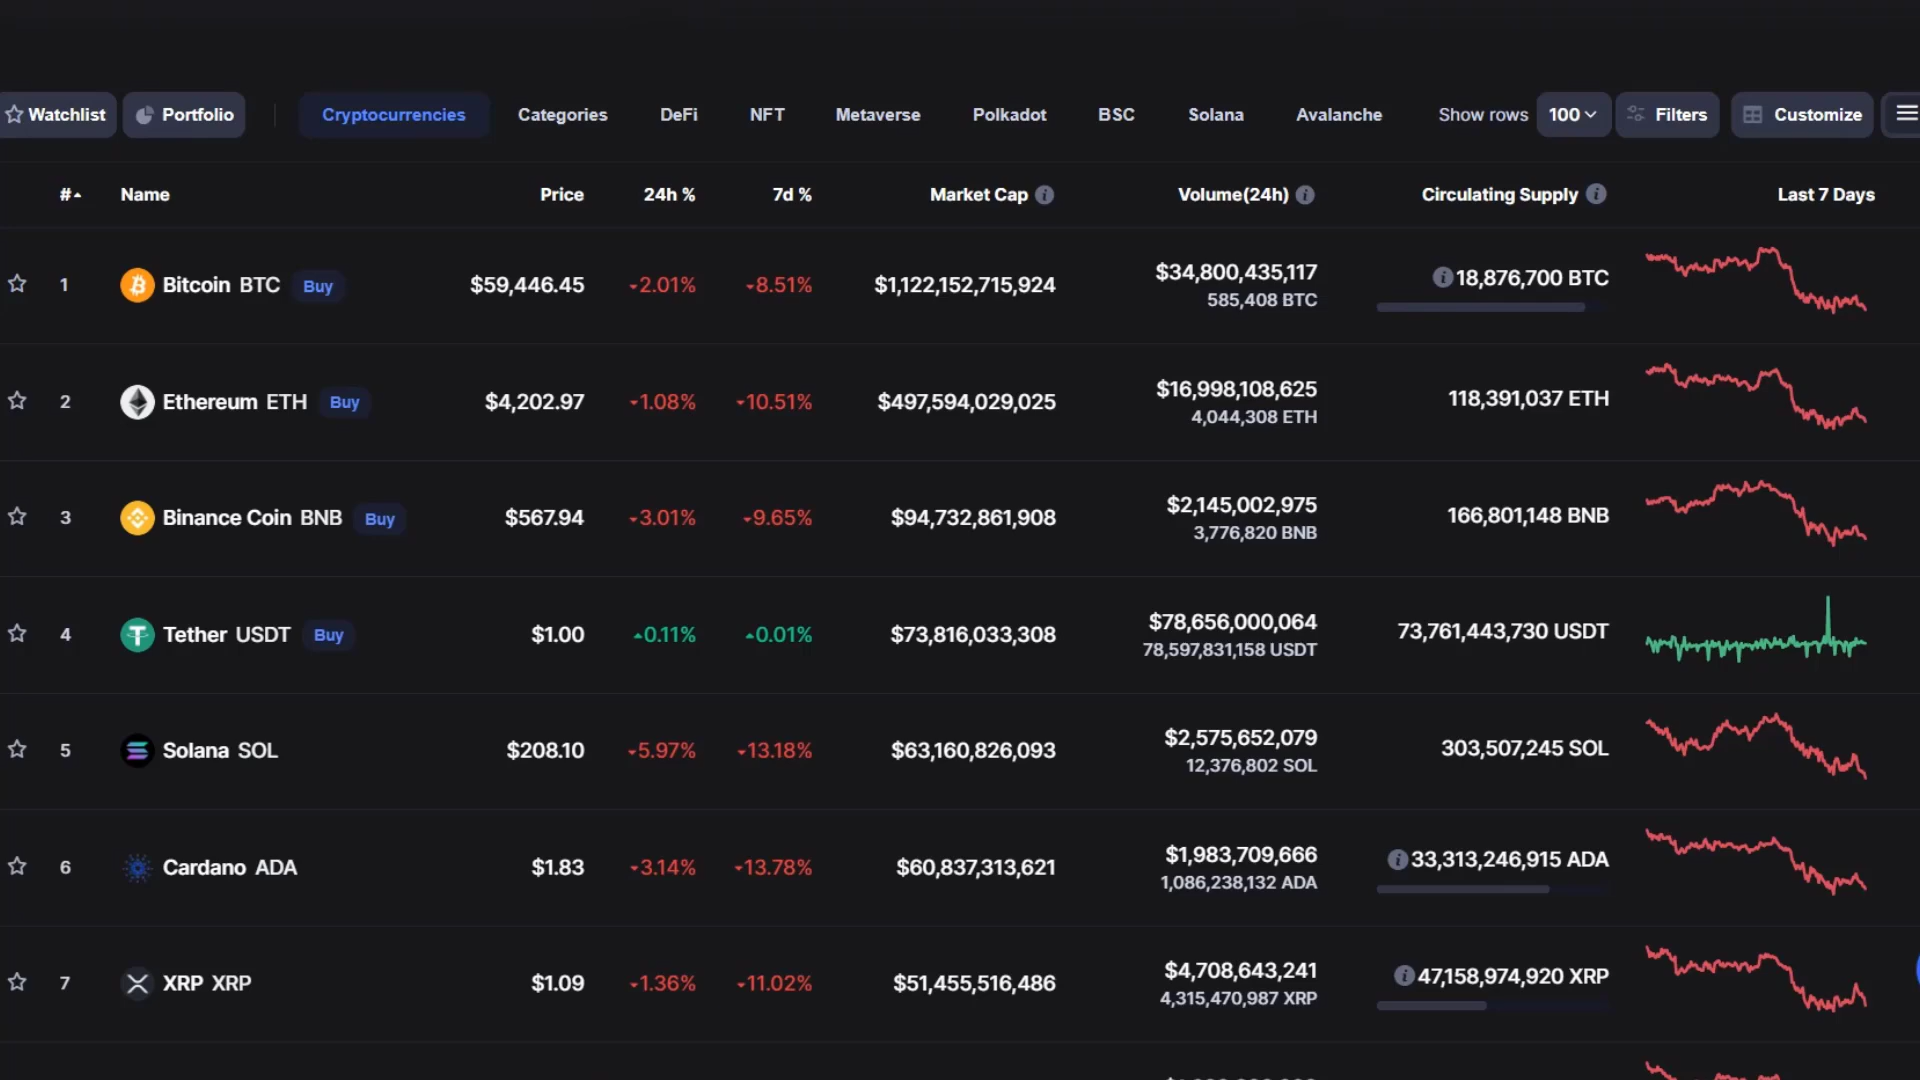 Watchlist Portfolio Cryptocurrencies Categories DeFi NFT Metaverse Polkadot BSC Solana Avalanche Show rows 100 Filters Customize
# Name Price 24h % 7d % Market Cap Volume(24h) Circulating Supply Last 7 Days
1 Bitcoin BTC Buy $59,446.45 2.01% 8.51% $1,122,152,715,924 $34,800,435,117 18,876,700 BTC
585,408 BTC
2 Ethereum ETH Buy $4,202.97 1.08% 10.51% $497,594,029,025 $16,998,108,625 118,391,037 ETH
4,044,308 ETH
3 Binance Coin BNB Buy $567.94 3.01% 9.65% $94,732,861,908 $2,145,002,975 166,801,148 BNB
3,776,820 BNB
4 Tether USDT Buy $1.00 0.11% 0.01% $73,816,033,308 $78,656,000,064 73,761,443,730 USDT
78,597,831,158 USDT
5 Solana SOL $208.10 5.97% 13.18% $63,160,826,093 $2,575,652,079 303,507,245 SOL
12,376,802 SOL
6 Cardano ADA $1.83 3.14% 13.78% $60,837,313,621 $1,983,709,666 33,313,246,915 ADA
1,086,238,132 ADA
7 XRP XRP $1.09 1.36% 11.02% $51,455,516,486 $4,708,643,241 47,158,974,920 XRP
4,315,470,987 XRP